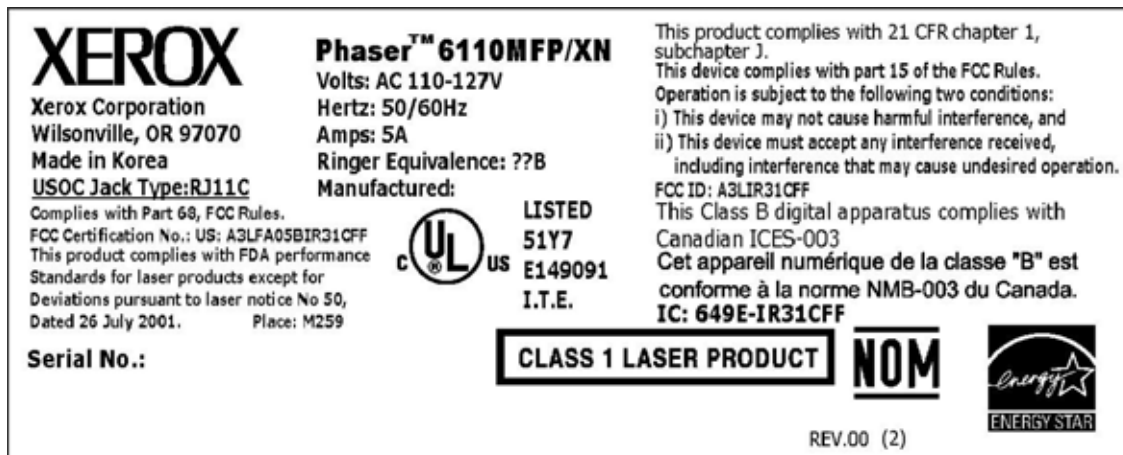 XEROX
Xerox Corporation
Wilsonville, OR 97070
Made in Korea
USOC Jack Type:RJ11C
Complies with Part 68, FCC Rules.
FCC Certification No.: US: A3LFA05BIR31CFF
This product complies with FDA performance
Standards for laser products except for
Deviations pursuant to laser notice No 50,
Dated 26 July 2001. Place: M259
Serial No.:
Phaser™ 6110MFP/XN
Volts: AC 110-127V
Hertz: 50/60Hz
Amps: 5A
Ringer Equivalence: ??B
Manufactured:
C UL ® US
LISTED
51Y7
E149091
I.T.E.
This product complies with 21 CFR chapter 1,
subchapter J.
This device complies with part 15 of the FCC Rules.
Operation is subject to the following two conditions:
i) This device may not cause harmful interference, and
ii) This device must accept any interference received,
including interference that may cause undesired operation.
FCC ID: A3LIR31CFF
This Class B digital apparatus complies with
Canadian ICES-003
Cet appareil numérique de la classe "B" est
conforme à la norme NMB-003 du Canada.
IC: 649E-IR31CFF
CLASS 1 LASER PRODUCT
NOM
energy
ENERGY STAR
REV.00 (2)